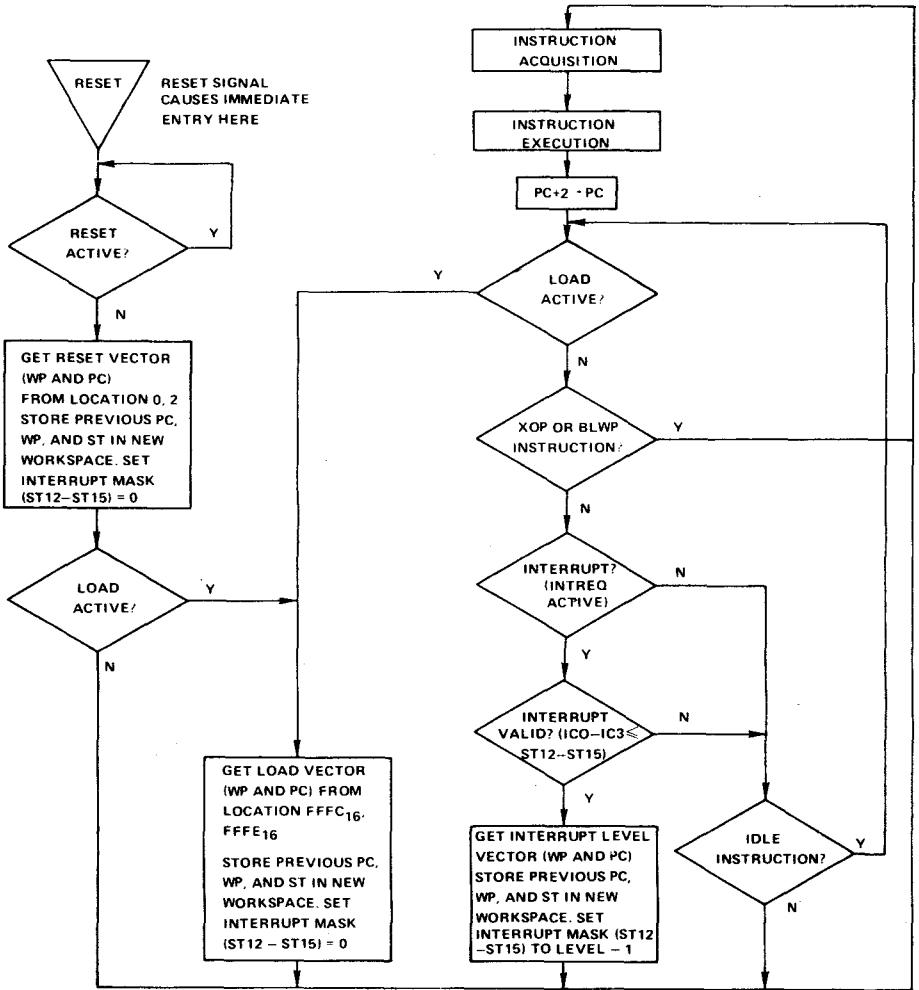 RESET
RESET SIGNAL
CAUSES IMMEDIATE
ENTRY HERE
RESET
ACTIVE?
Y
N
GET RESET VECTOR
(WP AND PC)
FROM LOCATION 0, 2
STORE PREVIOUS PC,
WP, AND ST IN NEW
WORKSPACE. SET
INTERRUPT MASK
(ST12–ST15) = 0
LOAD
ACTIVE?
Y
N
GET LOAD VECTOR
(WP AND PC) FROM
LOCATION FFFC16,
FFFE16
STORE PREVIOUS PC,
WP, AND ST IN NEW
WORKSPACE. SET
INTERRUPT MASK
(ST12 – ST15) = 0
INSTRUCTION
ACQUISITION
INSTRUCTION
EXECUTION
PC+2 → PC
LOAD
ACTIVE?
Y
N
XOP OR BLWP
INSTRUCTION?
Y
N
INTERRUPT?
(INTREQ
ACTIVE)
N
Y
INTERRUPT
VALID? (IC0–IC3 ≤
ST12–ST15)
N
Y
GET INTERRUPT LEVEL
VECTOR (WP AND PC)
STORE PREVIOUS PC,
WP, AND ST IN NEW
WORKSPACE. SET
INTERRUPT MASK (ST12
–ST15) TO LEVEL – 1
IDLE
INSTRUCTION?
Y
N